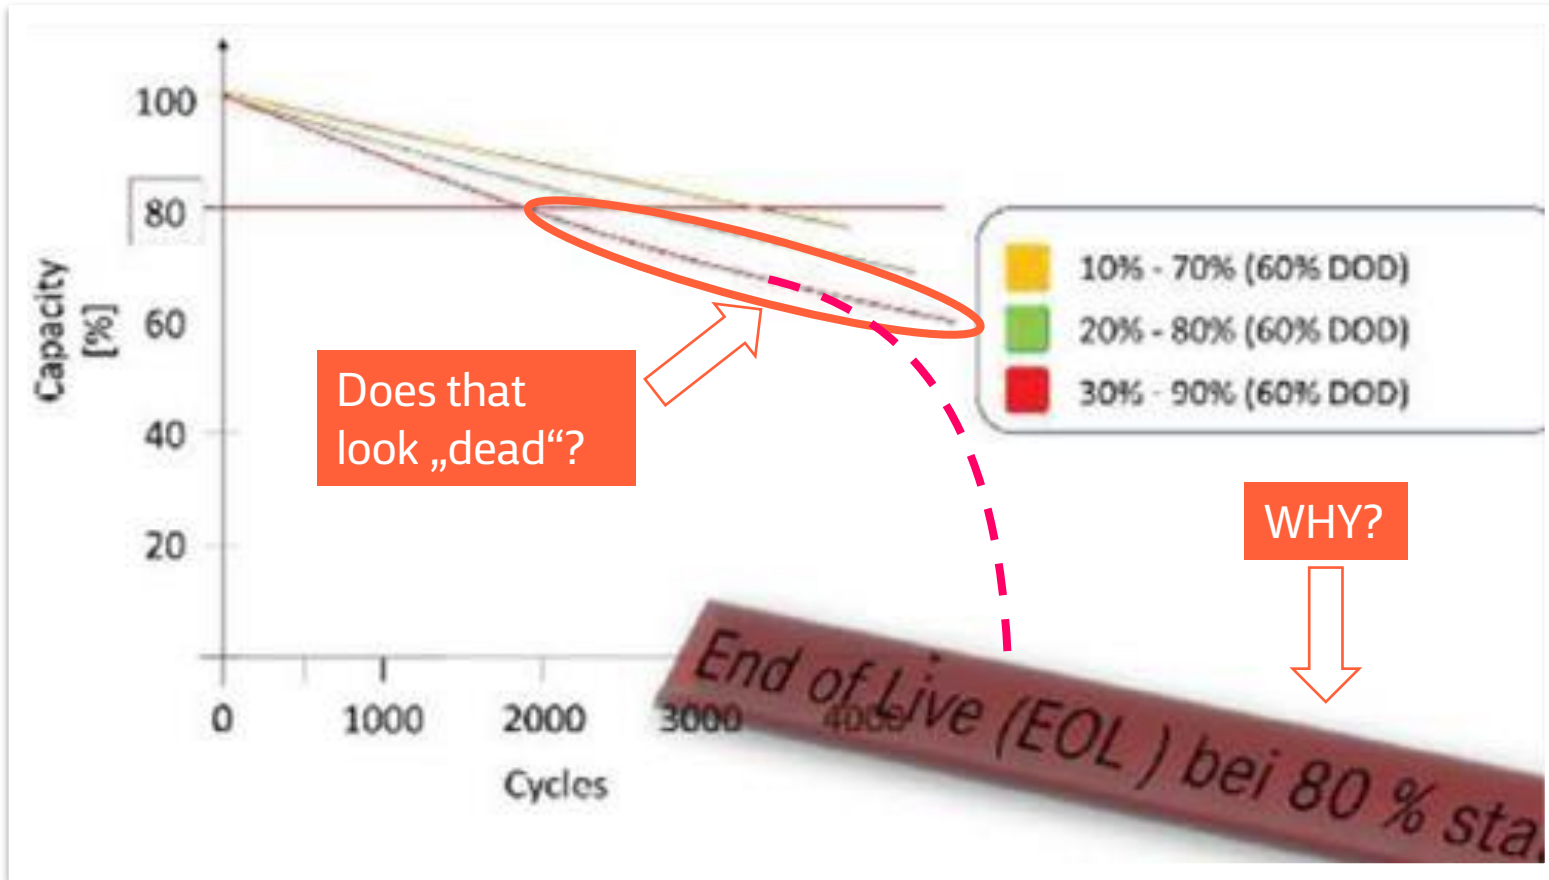 100
80
60
40
20
Capacity
[%]
0
1000
2000
3000
4000
Cycles
10% - 70% (60% DOD)
20% - 80% (60% DOD)
30% - 90% (60% DOD)
Does that
look „dead“?
WHY?
End of Live (EOL ) bei 80 %